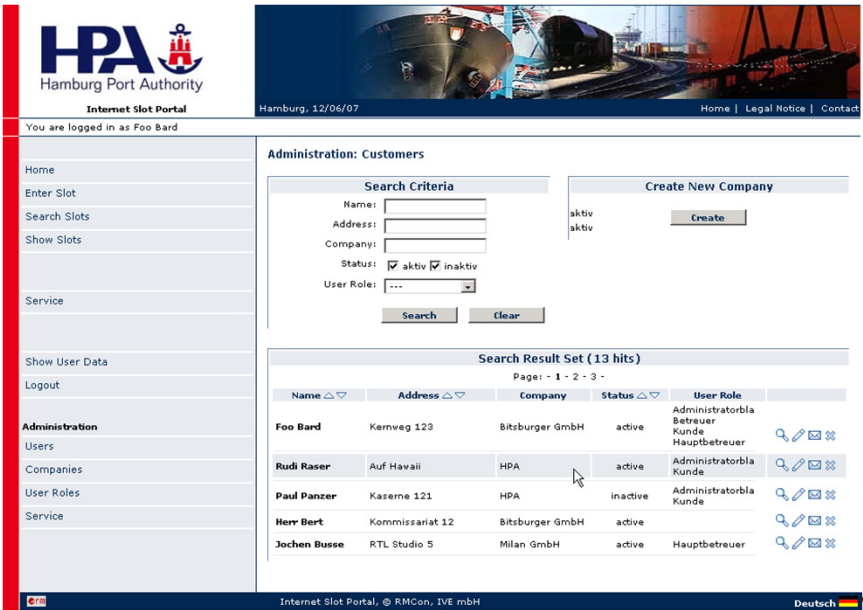 HPA
Hamburg Port Authority
Internet Slot Portal
Hamburg, 12/06/07
Home | Legal Notice | Contact
You are logged in as Foo Bard
Home
Enter Slot
Search Slots
Show Slots
Service
Show User Data
Logout
Administration
Users
Companies
User Roles
Service
Administration: Customers
Search Criteria
Name:
Address:
Company:
Status: aktiv inaktiv
User Role: ---
Search Clear
Create New Company
aktiv
aktiv
Create
Search Result Set (13 hits)
Page: - 1 - 2 - 3 -
Name Address Company Status User Role
Foo Bard Kernweg 123 Bitsburger GmbH active Administratorbla
Betreuer
Kunde
Hauptbetreuer
Rudi Raser Auf Hawaii HPA active Administratorbla
Kunde
Paul Panzer Kaserne 121 HPA inactive Administratorbla
Kunde
Herr Bert Kommissariat 12 Bitsburger GmbH active
Jochen Busse RTL Studio 5 Milan GmbH active Hauptbetreuer
Internet Slot Portal, © RMCon, IVE mbH
Deutsch